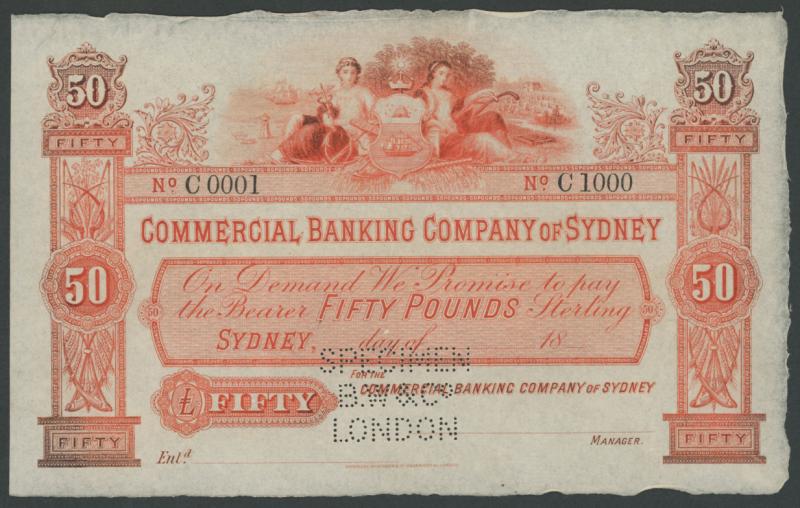 50 50
FIFTY FIFTY
No. C 0001 No. C 1000
COMMERCIAL BANKING COMPANY OF SYDNEY
On Demand We Promise to pay
50 the Bearer FIFTY POUNDS Sterling 50
50 50
SYDNEY, day of 18
SPECIMEN
FOR THE
COMMERCIAL BANKING COMPANY OF SYDNEY
B.W & Co.
£ FIFTY
LONDON
FIFTY FIFTY
MANAGER.
Entd.